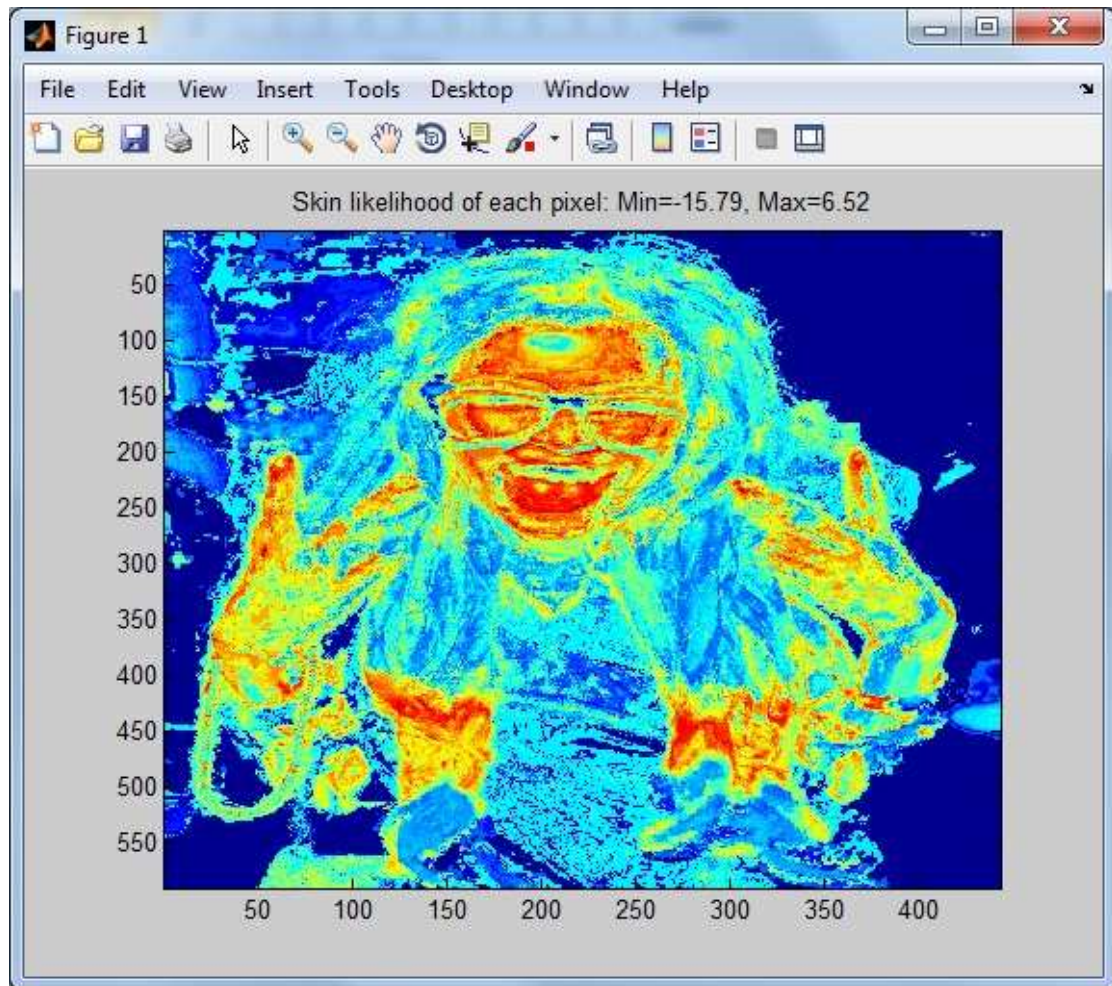 Figure 1
File Edit View Insert Tools Desktop Window Help
Skin likelihood of each pixel: Min=-15.79, Max=6.52
50
100
150
200
250
300
350
400
450
500
550
50 100 150 200 250 300 350 400